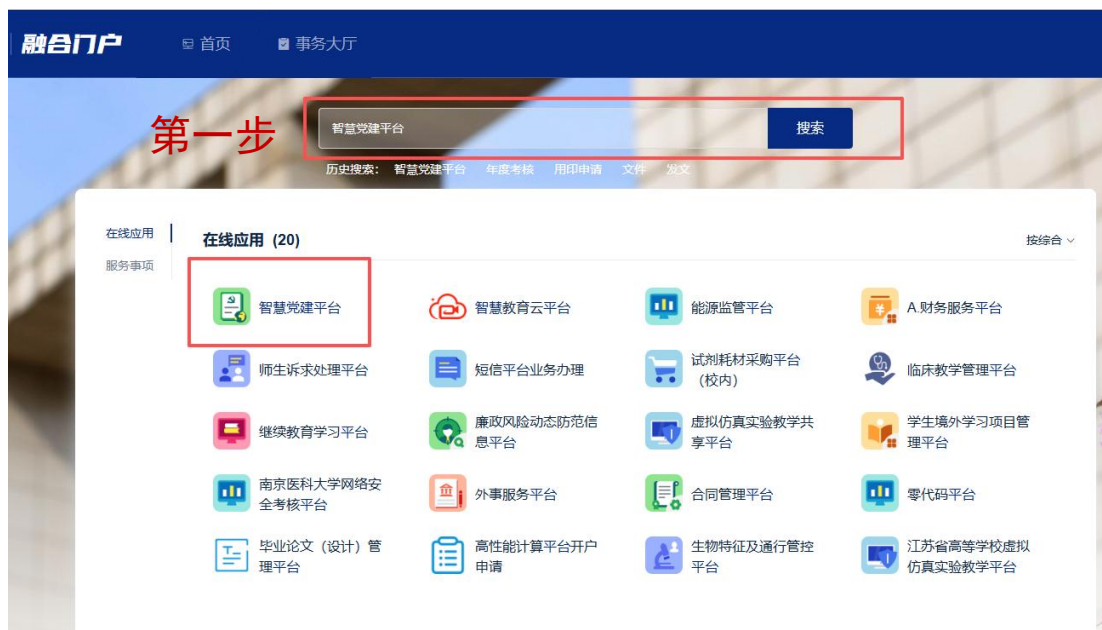 融合门户 首页 事务大厅
第一步
智慧党建平台 搜索
历史搜索： 智慧党建平台 年度考核 用印申请 文件 发文
在线应用
服务事项
在线应用 (20) 按综合
智慧党建平台
智慧教育云平台
能源监管平台
A.财务服务平台
师生诉求处理平台
短信平台业务办理
试剂耗材采购平台
（校内）
临床教学管理平台
继续教育学习平台
廉政风险动态防范信
息平台
虚拟仿真实验教学共
享平台
学生境外学习项目管
理平台
南京医科大学网络安
全考核平台
外事服务平台
合同管理平台
零代码平台
毕业论文（设计）管
理平台
高性能计算平台开户
申请
生物特征及通行管控
平台
江苏省高等学校虚拟
仿真实验教学平台